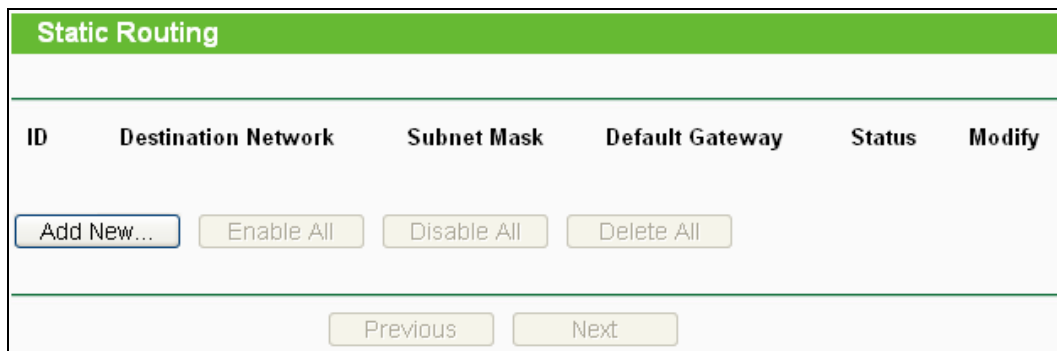 Static Routing
ID Destination Network Subnet Mask Default Gateway Status Modify
Add New... Enable All Disable All Delete All
Previous Next